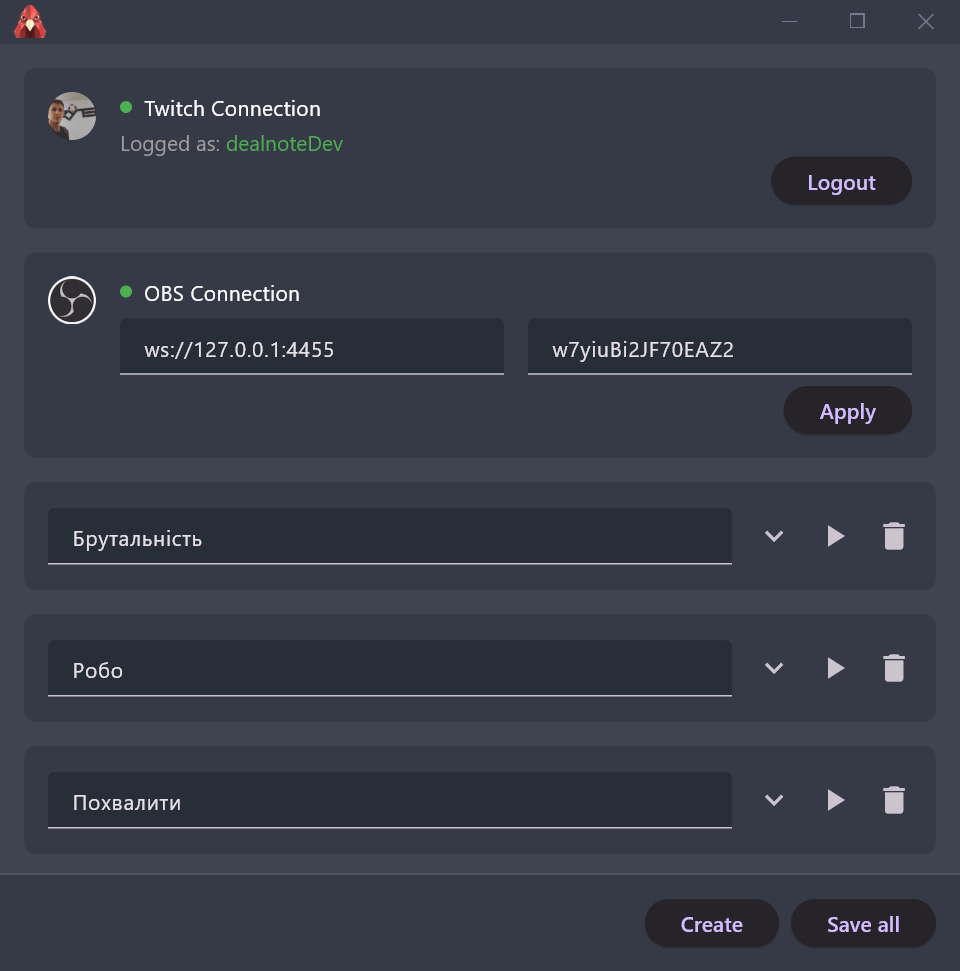 Twitch Connection
Logged as: dealnoteDev
Logout
OBS Connection
ws://127.0.0.1:4455
w7yiuBi2JF70EAZ2
Apply
Брутальність
Робо
Похвалити
Create
Save all